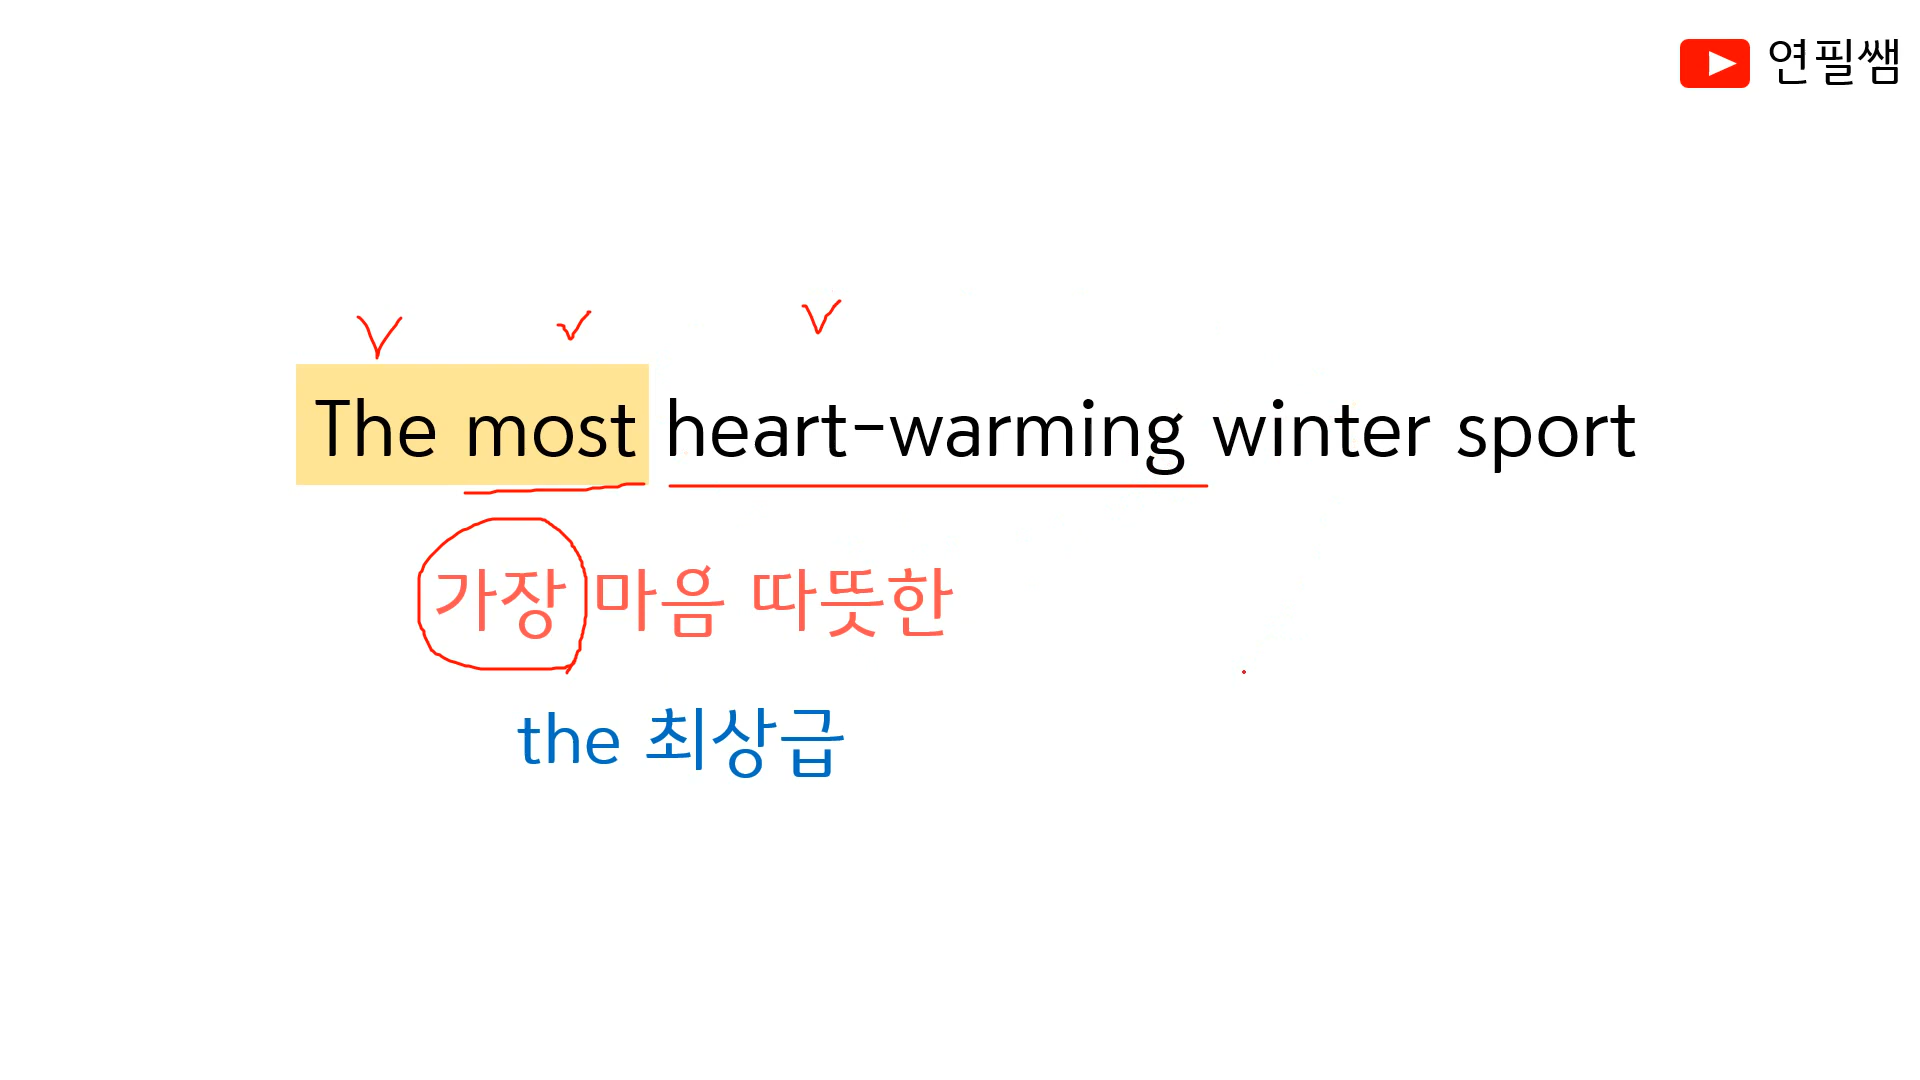 연필쌤
The most heart-warming winter sport
가장 마음 따뜻한
the 최상급